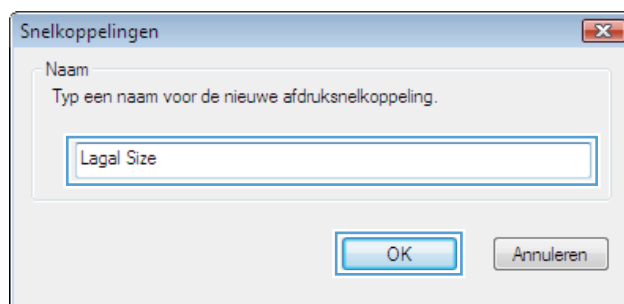 Snelkoppelingen
Naam
Typ een naam voor de nieuwe afdruksnelkoppeling.
Lagal Size
OK
Annuleren